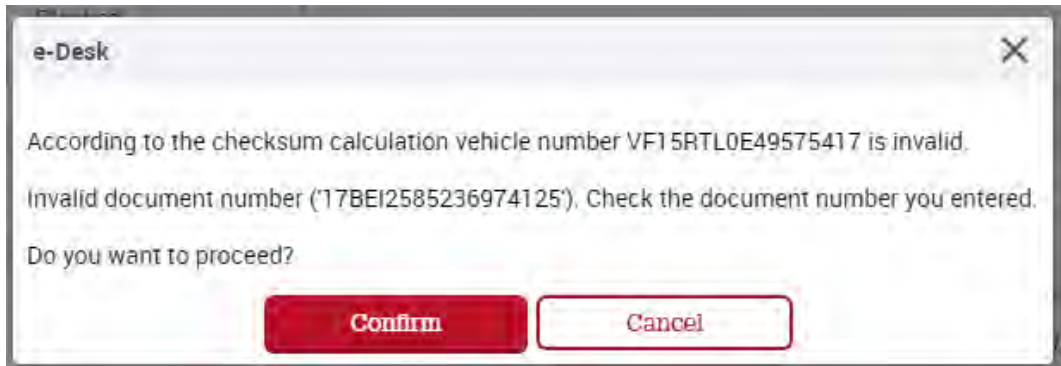 e-Desk
According to the checksum calculation vehicle number VF15RTL0E49575417 is invalid.
Invalid document number ('17BEI2585236974125'). Check the document number you entered.
Do you want to proceed?
Confirm
Cancel